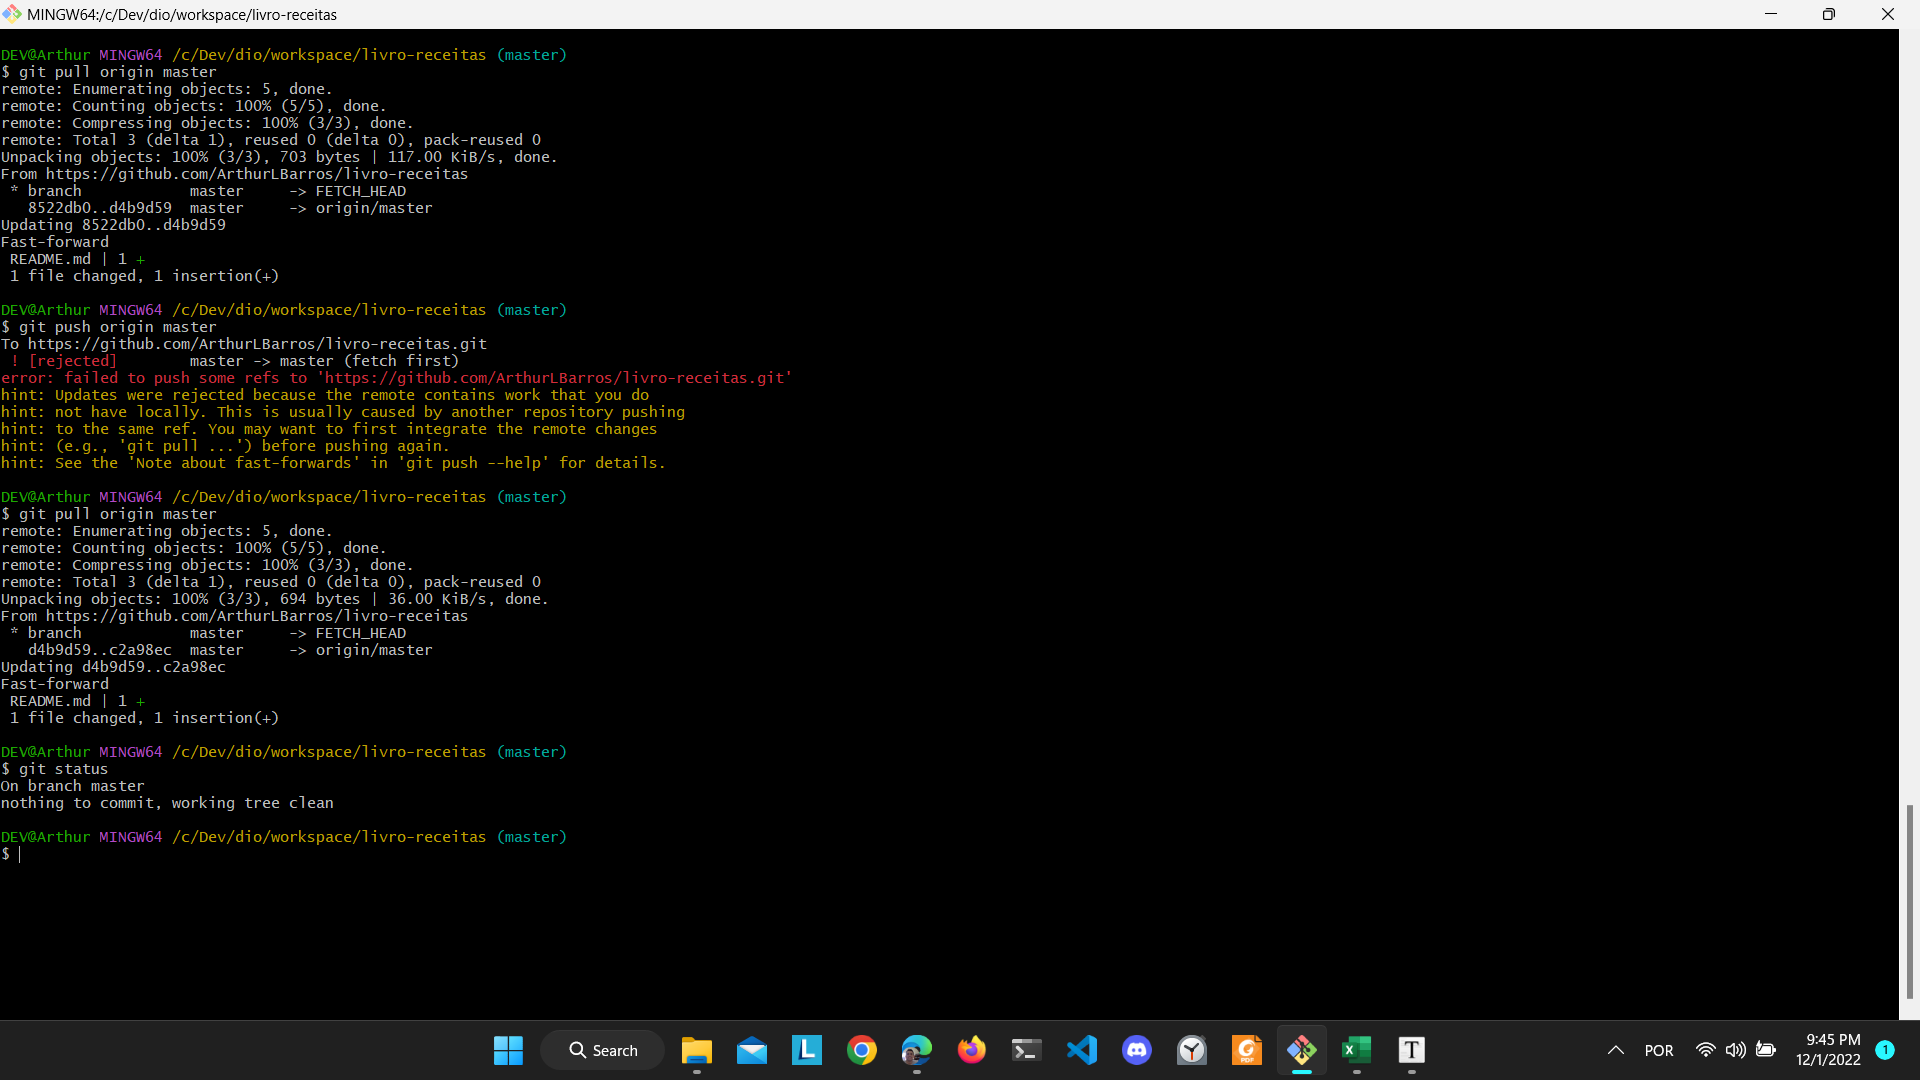 MINGW64:/c/Dev/dio/workspace/livro-receitas
DEV@Arthur MINGW64 /c/Dev/dio/workspace/livro-receitas (master)
$ git pull origin master
remote: Enumerating objects: 5, done.
remote: Counting objects: 100% (5/5), done.
remote: Compressing objects: 100% (3/3), done.
remote: Total 3 (delta 1), reused 0 (delta 0), pack-reused 0
Unpacking objects: 100% (3/3), 703 bytes | 117.00 KiB/s, done.
From https://github.com/ArthurLBarros/livro-receitas
 * branch            master     -> FETCH_HEAD
   8522db0..d4b9d59  master     -> origin/master
Updating 8522db0..d4b9d59
Fast-forward
 README.md | 1 +
 1 file changed, 1 insertion(+)
DEV@Arthur MINGW64 /c/Dev/dio/workspace/livro-receitas (master)
$ git push origin master
To https://github.com/ArthurLBarros/livro-receitas.git
 ! [rejected]        master -> master (fetch first)
error: failed to push some refs to 'https://github.com/ArthurLBarros/livro-receitas.git'
hint: Updates were rejected because the remote contains work that you do
hint: not have locally. This is usually caused by another repository pushing
hint: to the same ref. You may want to first integrate the remote changes
hint: (e.g., 'git pull ...') before pushing again.
hint: See the 'Note about fast-forwards' in 'git push --help' for details.
DEV@Arthur MINGW64 /c/Dev/dio/workspace/livro-receitas (master)
$ git pull origin master
remote: Enumerating objects: 5, done.
remote: Counting objects: 100% (5/5), done.
remote: Compressing objects: 100% (3/3), done.
remote: Total 3 (delta 1), reused 0 (delta 0), pack-reused 0
Unpacking objects: 100% (3/3), 694 bytes | 36.00 KiB/s, done.
From https://github.com/ArthurLBarros/livro-receitas
 * branch            master     -> FETCH_HEAD
   d4b9d59..c2a98ec  master     -> origin/master
Updating d4b9d59..c2a98ec
Fast-forward
 README.md | 1 +
 1 file changed, 1 insertion(+)
DEV@Arthur MINGW64 /c/Dev/dio/workspace/livro-receitas (master)
$ git status
On branch master
nothing to commit, working tree clean
DEV@Arthur MINGW64 /c/Dev/dio/workspace/livro-receitas (master)
$
Search
L
PDF
X
T
POR
9:45 PM
12/1/2022
1